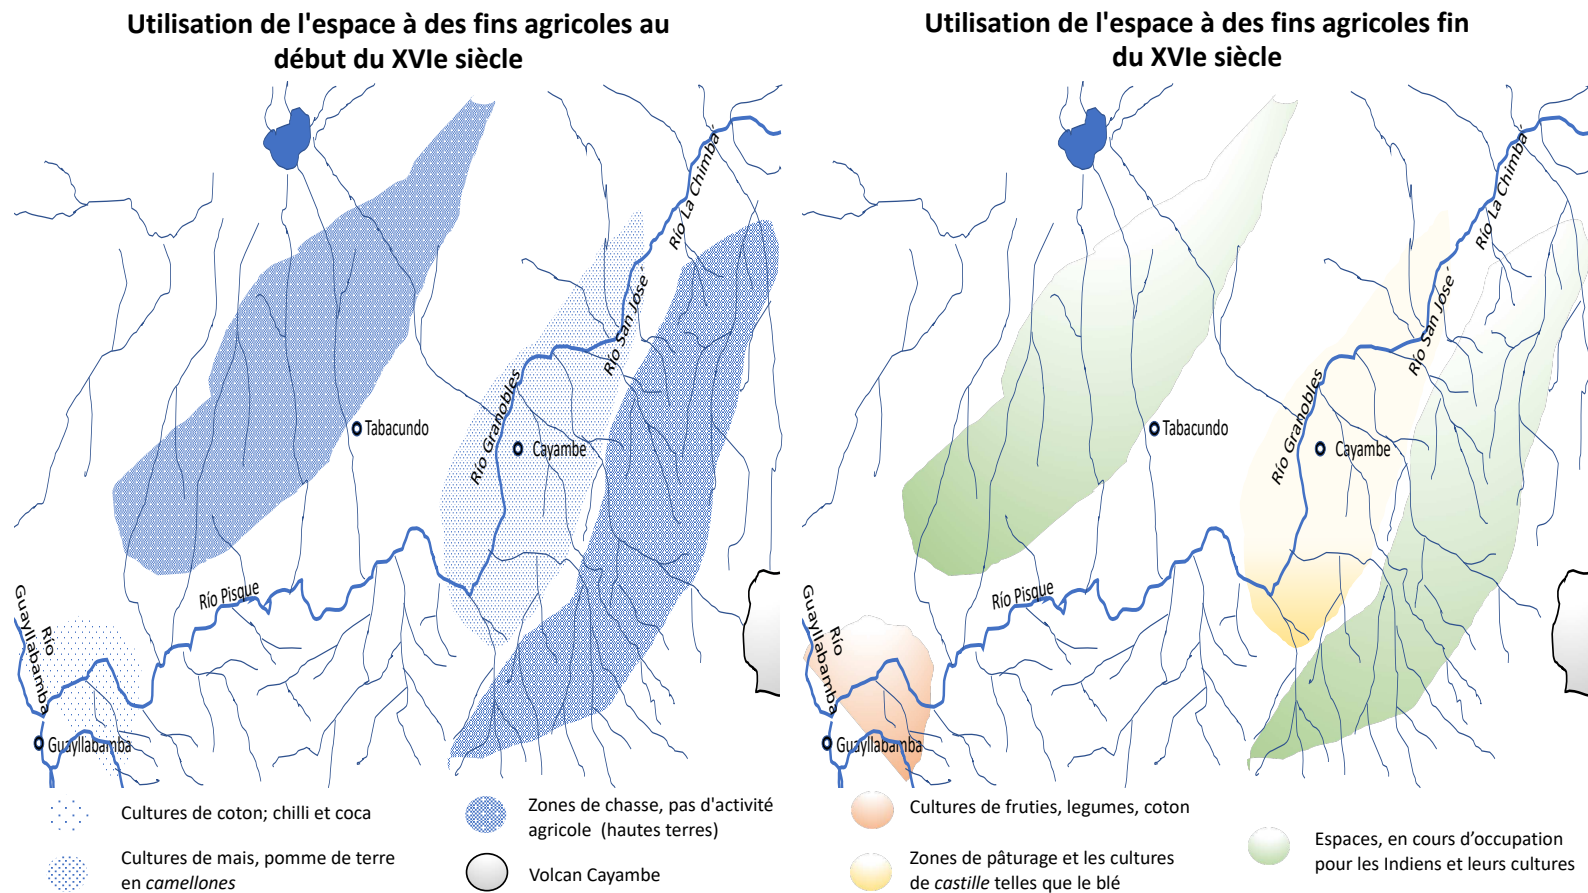 Utilisation de l'espace à des fins agricoles au
début du XVIe siècle
Río La Chimba´
Río San José´
Río Granobles
Tabacundo
Cayambe
Río Pisque
Río
Guayllabamba
Guayllabamba
Cultures de coton; chilli et coca
Cultures de mais, pomme de terre
en camellones
Zones de chasse, pas d'activité
agricole (hautes terres)
Volcan Cayambe
Utilisation de l'espace à des fins agricoles fin
du XVIe siècle
Río La Chimba´
Río San José´
Río Granobles
Tabacundo
Cayambe
Río Pisque
Río
Guayllabamba
Guayllabamba
Cultures de fruties, legumes, coton
Zones de pâturage et les cultures
de castille telles que le blé
Espaces, en cours d’occupation
pour les Indiens et leurs cultures